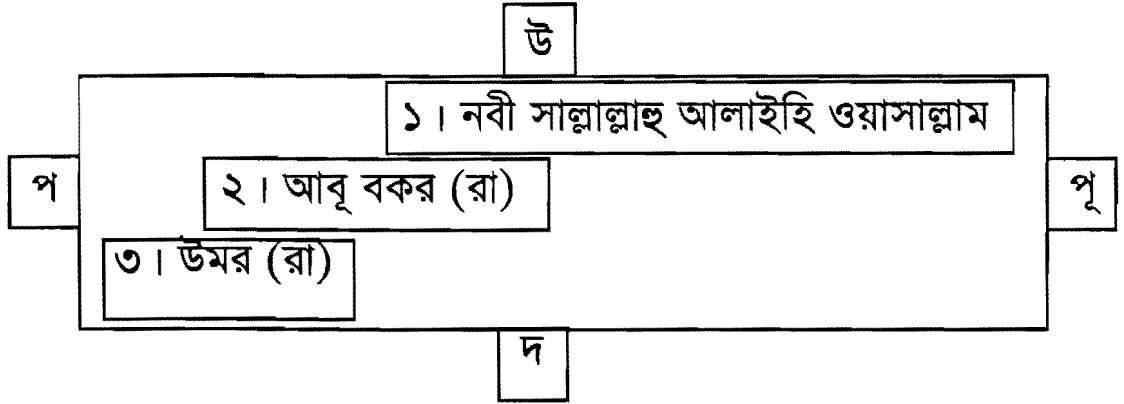 উ
১। নবী সাল্লাল্লাহু আলাইহি ওয়াসাল্লাম
প
২। আবূ বকর (রা)
পূ
৩। উমর (রা)
দ